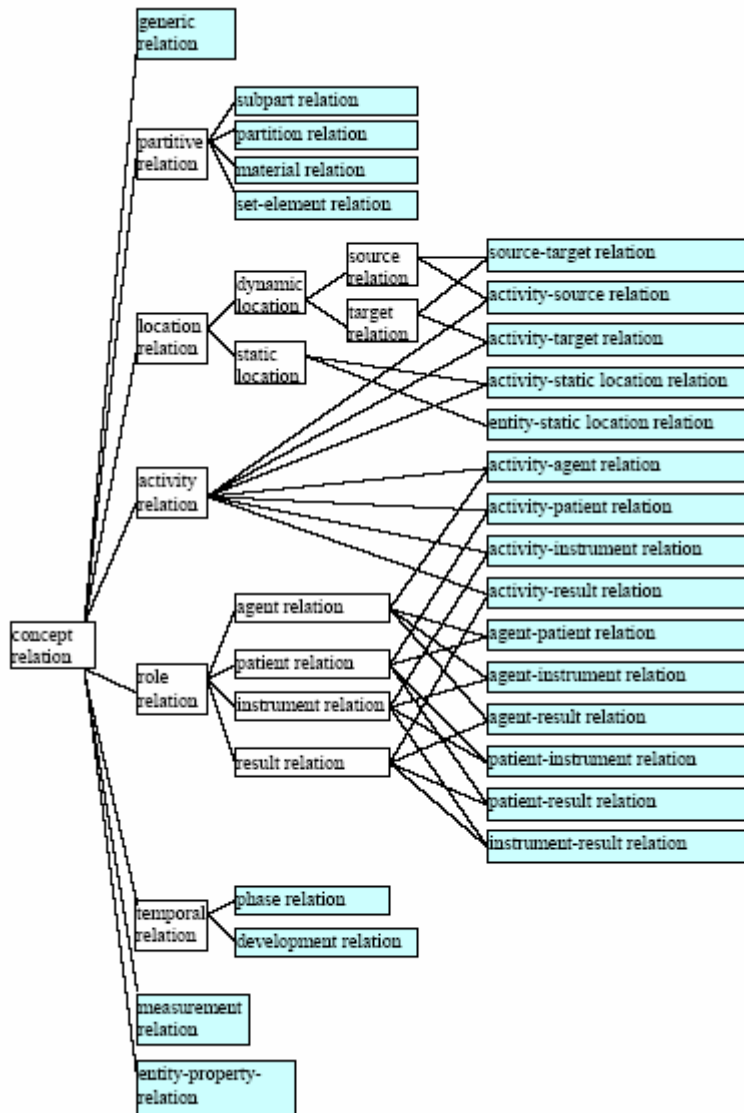 generic
relation
subpart relation
partition relation
partitive
relation
material relation
set-element relation
source
relation
source-target relation
dynamic
location
activity-source relation
target
relation
location
relation
activity-target relation
static
location
activity-static location relation
entity-static location relation
activity
relation
activity-agent relation
activity-patient relation
activity-instrument relation
activity-result relation
agent relation
concept
relation
agent-patient relation
role
relation
patient relation
agent-instrument relation
instrument relation
agent-result relation
result relation
patient-instrument relation
patient-result relation
instrument-result relation
temporal
relation
phase relation
development relation
measurement
relation
entity-property-
relation